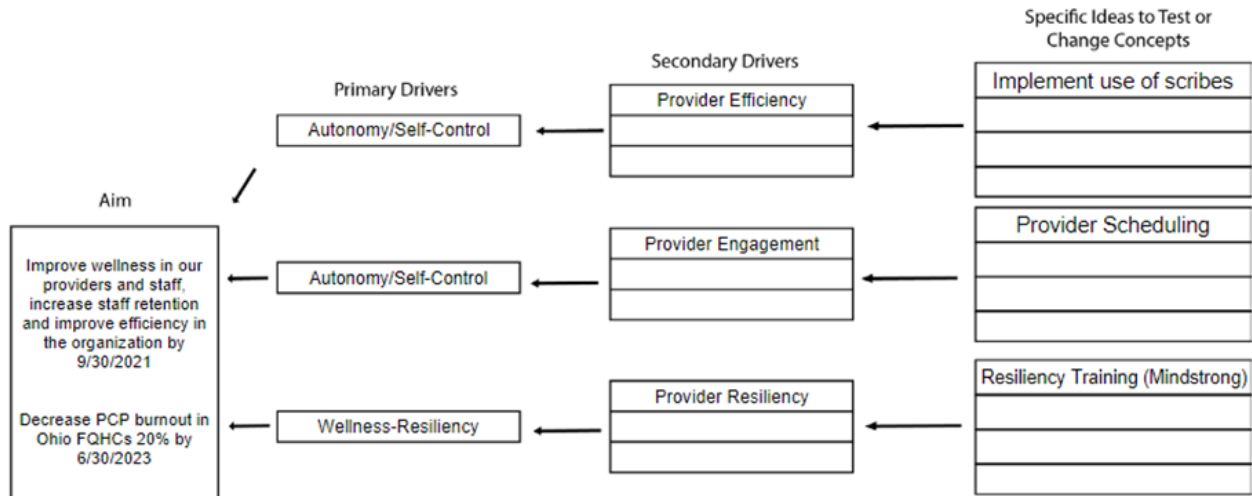 Specific Ideas to Test or
Change Concepts
Secondary Drivers
Primary Drivers
Implement use of scribes
Provider Efficiency
Autonomy/Self-Control
Aim
Provider Scheduling
Provider Engagement
Autonomy/Self-Control
Improve wellness in our
providers and staff,
increase staff retention
and improve efficiency in
the organization by
9/30/2021
Resiliency Training (Mindstrong)
Provider Resiliency
Wellness-Resiliency
Decrease PCP burnout in
Ohio FQHCs 20% by
6/30/2023